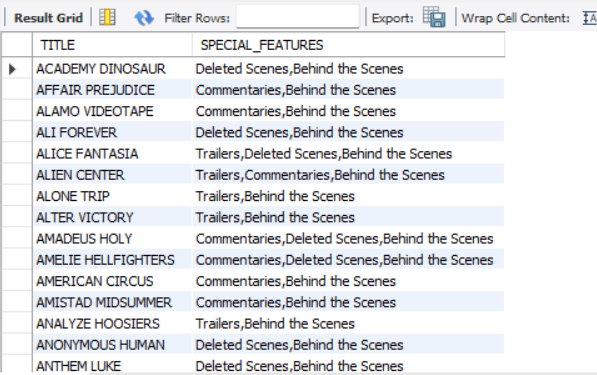 Result Grid Filter Rows: Export: Wrap Cell Content: IA
TITLE SPECIAL_FEATURES
ACADEMY DINOSAUR Deleted Scenes,Behind the Scenes
AFFAIR PREJUDICE Commentaries,Behind the Scenes
ALAMO VIDEOTAPE Commentaries,Behind the Scenes
ALI FOREVER Deleted Scenes,Behind the Scenes
ALICE FANTASIA Trailers,Deleted Scenes,Behind the Scenes
ALIEN CENTER Trailers,Commentaries,Behind the Scenes
ALONE TRIP Trailers,Behind the Scenes
ALTER VICTORY Trailers,Behind the Scenes
AMADEUS HOLY Commentaries,Deleted Scenes,Behind the Scenes
AMELIE HELLFIGHTERS Commentaries,Deleted Scenes,Behind the Scenes
AMERICAN CIRCUS Commentaries,Behind the Scenes
AMISTAD MIDSUMMER Commentaries,Behind the Scenes
ANALYZE HOOSIERS Trailers,Behind the Scenes
ANONYMOUS HUMAN Deleted Scenes,Behind the Scenes
ANTHEM LUKE Deleted Scenes,Behind the Scenes